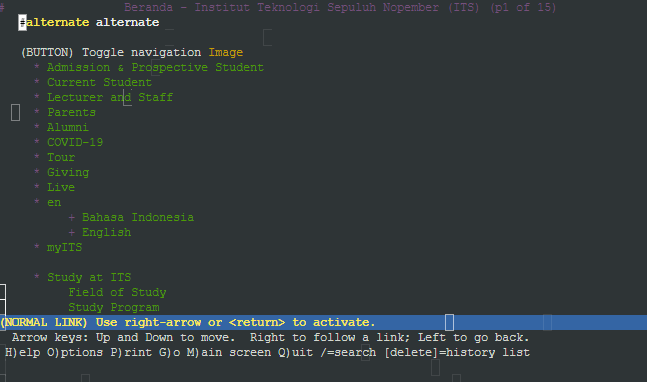 # Beranda - Institut Teknologi Sepuluh Nopember (ITS) (p1 of 15)
#alternate alternate
(BUTTON) Toggle navigation Image
* Admission & Prospective Student
* Current Student
* Lecturer and Staff
* Parents
* Alumni
* COVID-19
* Tour
* Giving
* Live
* en
+ Bahasa Indonesia
+ English
* myITS
* Study at ITS
Field of Study
Study Program
(NORMAL LINK) Use right-arrow or <return> to activate.
Arrow keys: Up and Down to move. Right to follow a link; Left to go back.
H)elp O)ptions P)rint G)o M)ain screen Q)uit /=search [delete]=history list